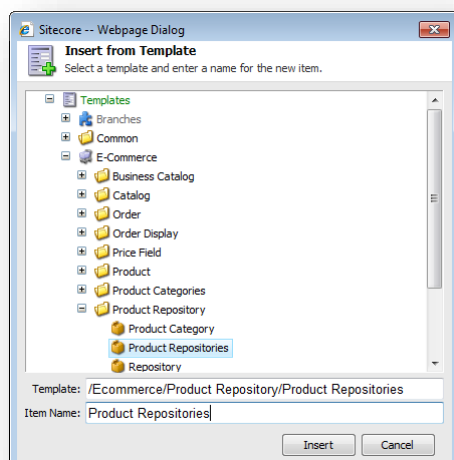 Sitecore -- Webpage Dialog
Insert from Template
Select a template and enter a name for the new item.
Templates
Branches
Common
E-Commerce
Business Catalog
Catalog
Order
Order Display
Price Field
Product
Product Categories
Product Repository
Product Category
Product Repositories
Repository
Template: /Ecommerce/Product Repository/Product Repositories
Item Name: Product Repositories
Insert Cancel